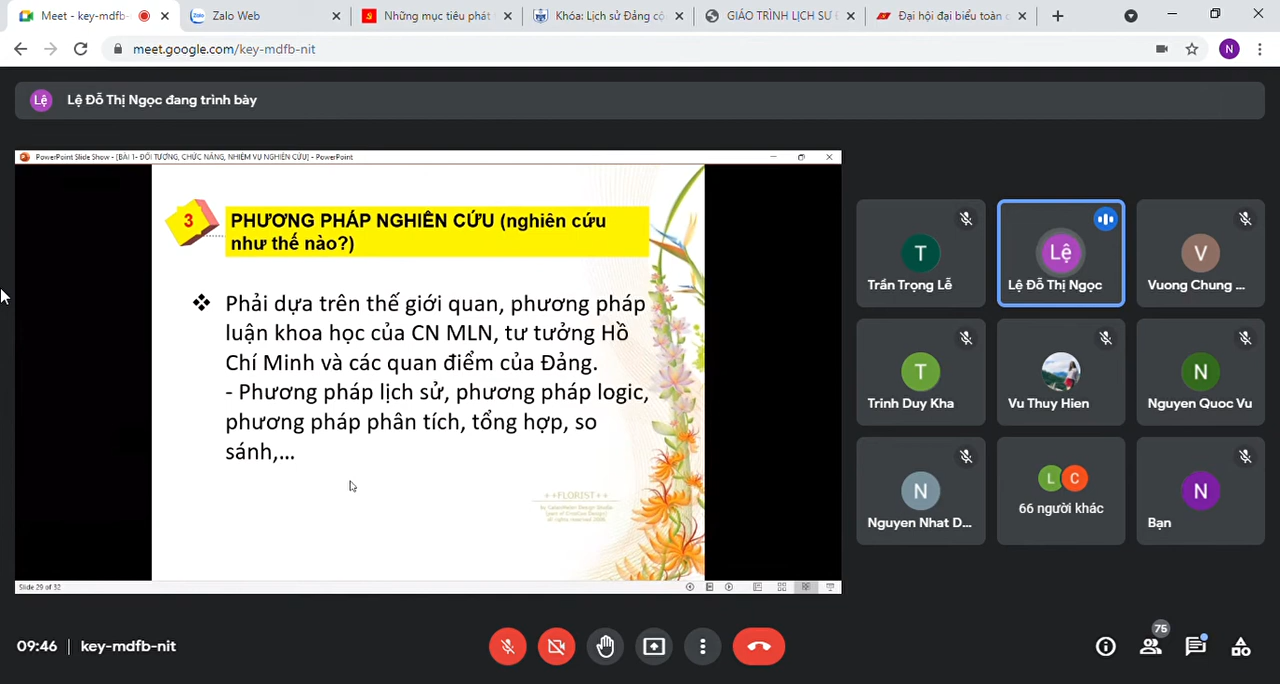 Meet - key-mdfb-
Zalo Web
Những mục tiêu phát
Khóa: Lịch sử Đảng cộ
GIÁO TRÌNH LỊCH SỬ Đ
Đại hội đại biểu toàn c
meet.google.com/key-mdfb-nit
N
Lệ
Lệ Đỗ Thị Ngọc đang trình bày
PowerPoint Slide Show - [BÀI 1- ĐỐI TƯỢNG, CHỨC NĂNG, NHIỆM VỤ NGHIÊN CỨU] - PowerPoint
3
PHƯƠNG PHÁP NGHIÊN CỨU (nghiên cứu
như thế nào?)
❖ Phải dựa trên thế giới quan, phương pháp
luận khoa học của CN MLN, tư tưởng Hồ
Chí Minh và các quan điểm của Đảng.
- Phương pháp lịch sử, phương pháp logic,
phương pháp phân tích, tổng hợp, so
sánh,...
++FLORIST++
Slide 29 of 32
T
Trần Trọng Lễ
Lệ
Lệ Đỗ Thị Ngọc
V
Vuong Chung ...
T
Trinh Duy Kha
Vu Thuy Hien
N
Nguyen Quoc Vu
N
Nguyen Nhat D...
L C
66 người khác
N
Bạn
09:46 | key-mdfb-nit
75